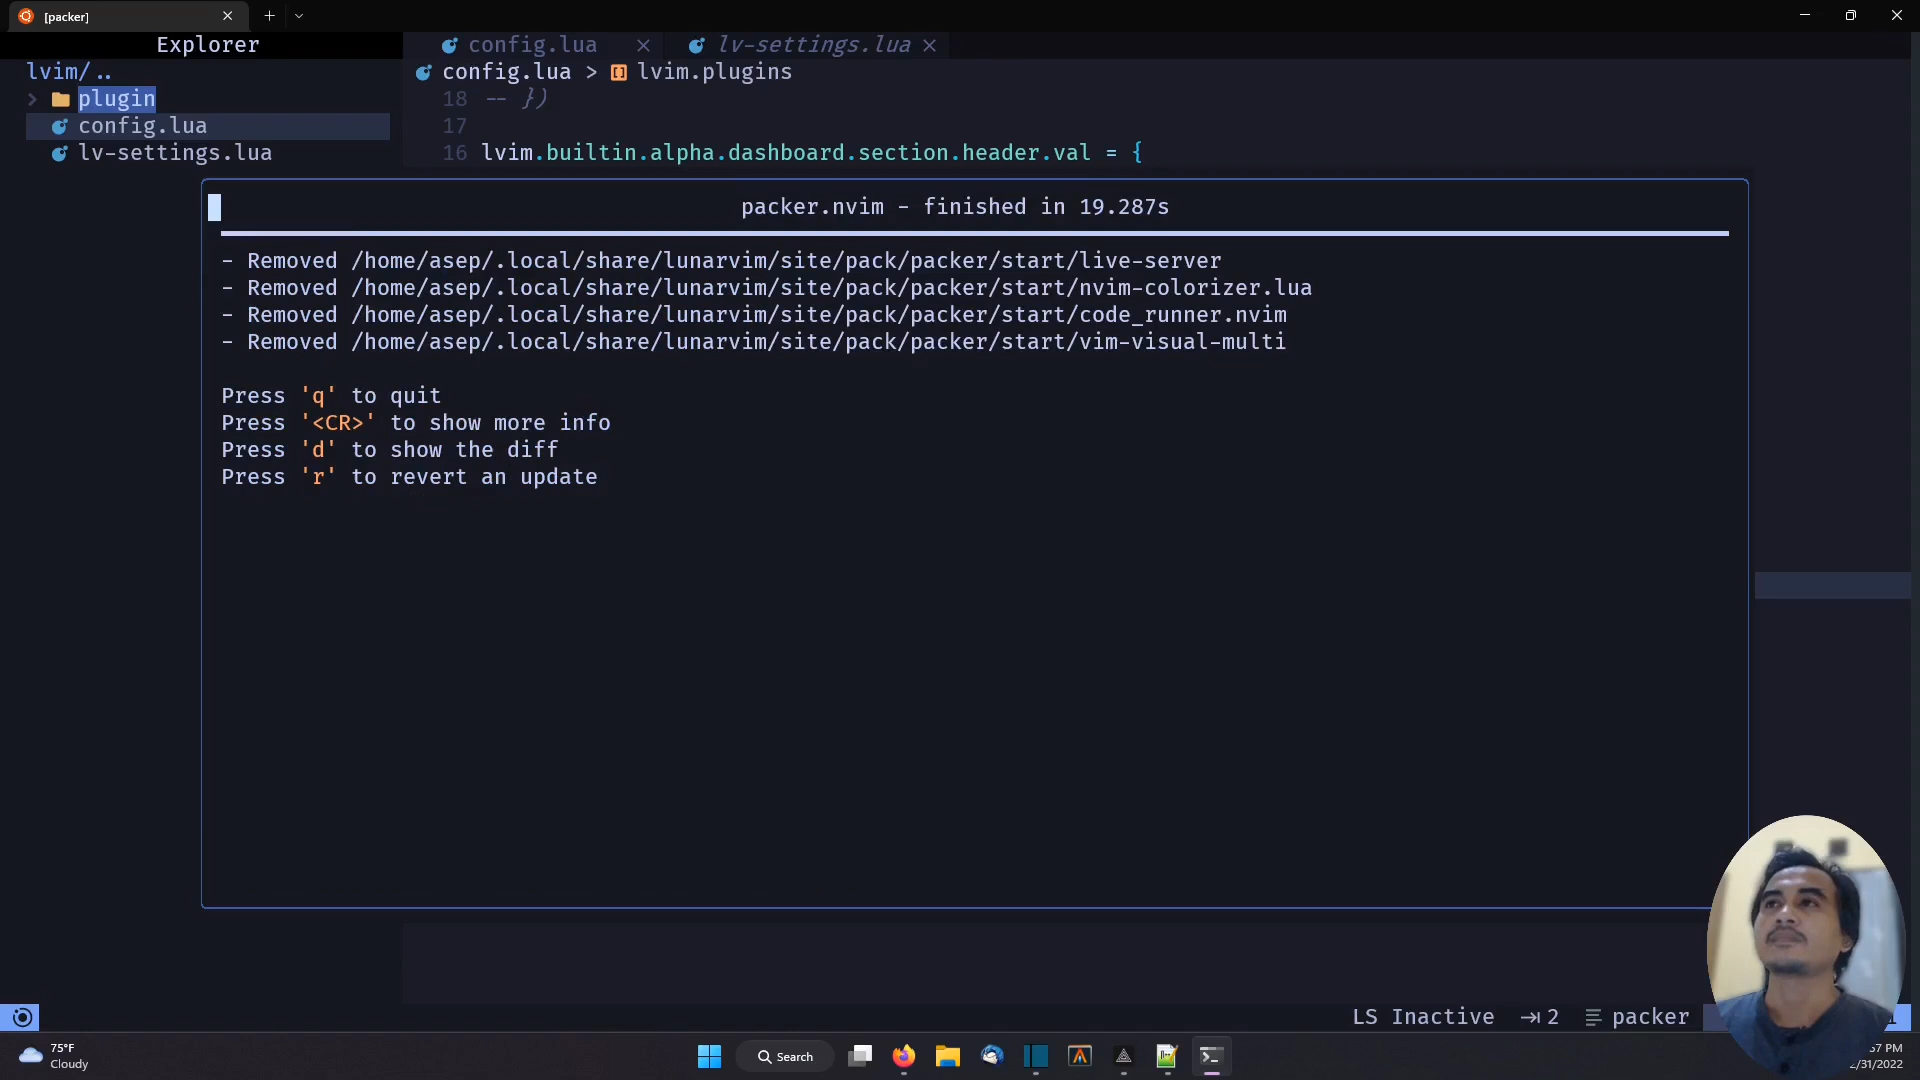 [packer]
Explorer
config.lua
lv-settings.lua
lvim/..
config.lua > lvim.plugins
plugin
18 -- })
config.lua
17
lv-settings.lua
16 lvim.builtin.alpha.dashboard.section.header.val = {
packer.nvim - finished in 19.287s
- Removed /home/asep/.local/share/lunarvim/site/pack/packer/start/live-server
- Removed /home/asep/.local/share/lunarvim/site/pack/packer/start/nvim-colorizer.lua
- Removed /home/asep/.local/share/lunarvim/site/pack/packer/start/code_runner.nvim
- Removed /home/asep/.local/share/lunarvim/site/pack/packer/start/vim-visual-multi
Press 'q' to quit
Press '<CR>' to show more info
Press 'd' to show the diff
Press 'r' to revert an update
LS Inactive 2 packer
75°F
Cloudy
Search
57 PM
/31/2022